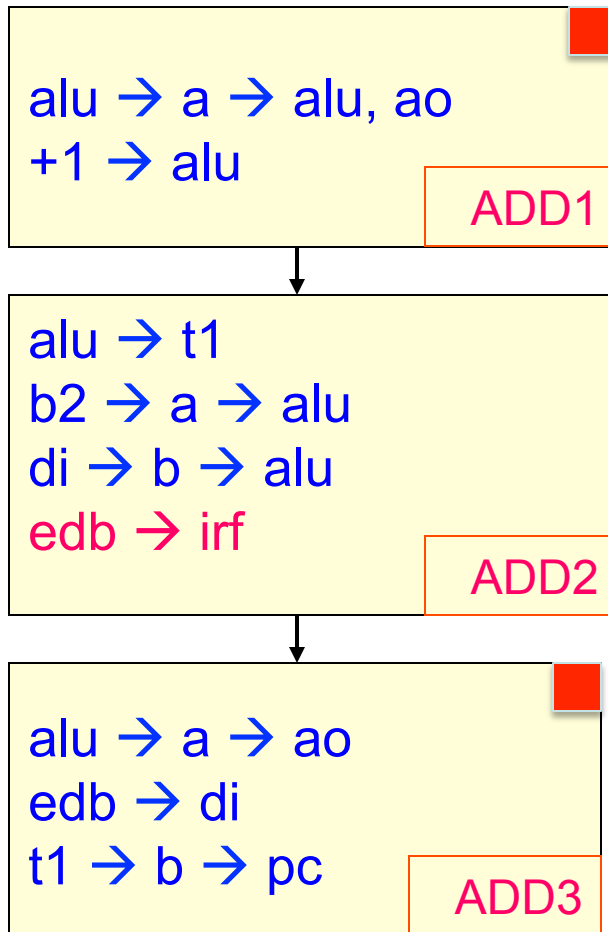 alu → a → alu, ao
+1 → alu
ADD1
alu → t1
b2 → a → alu
di → b → alu
edb → irf
ADD2
alu → a → ao
edb → di
t1 → b → pc
ADD3